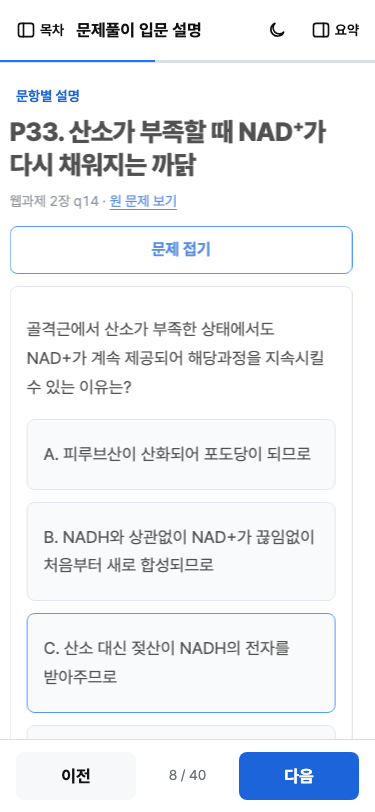 목차 문제풀이 입문 설명 요약
문항별 설명
P33. 산소가 부족할 때 NAD⁺가
다시 채워지는 까닭
웹과제 2장 q14 · 원 문제 보기
문제 접기
골격근에서 산소가 부족한 상태에서도
NAD+가 계속 제공되어 해당과정을 지속시킬
수 있는 이유는?
A. 피루브산이 산화되어 포도당이 되므로
B. NADH와 상관없이 NAD+가 끊임없이
처음부터 새로 합성되므로
C. 산소 대신 젖산이 NADH의 전자를
받아주므로
이전 8 / 40 다음